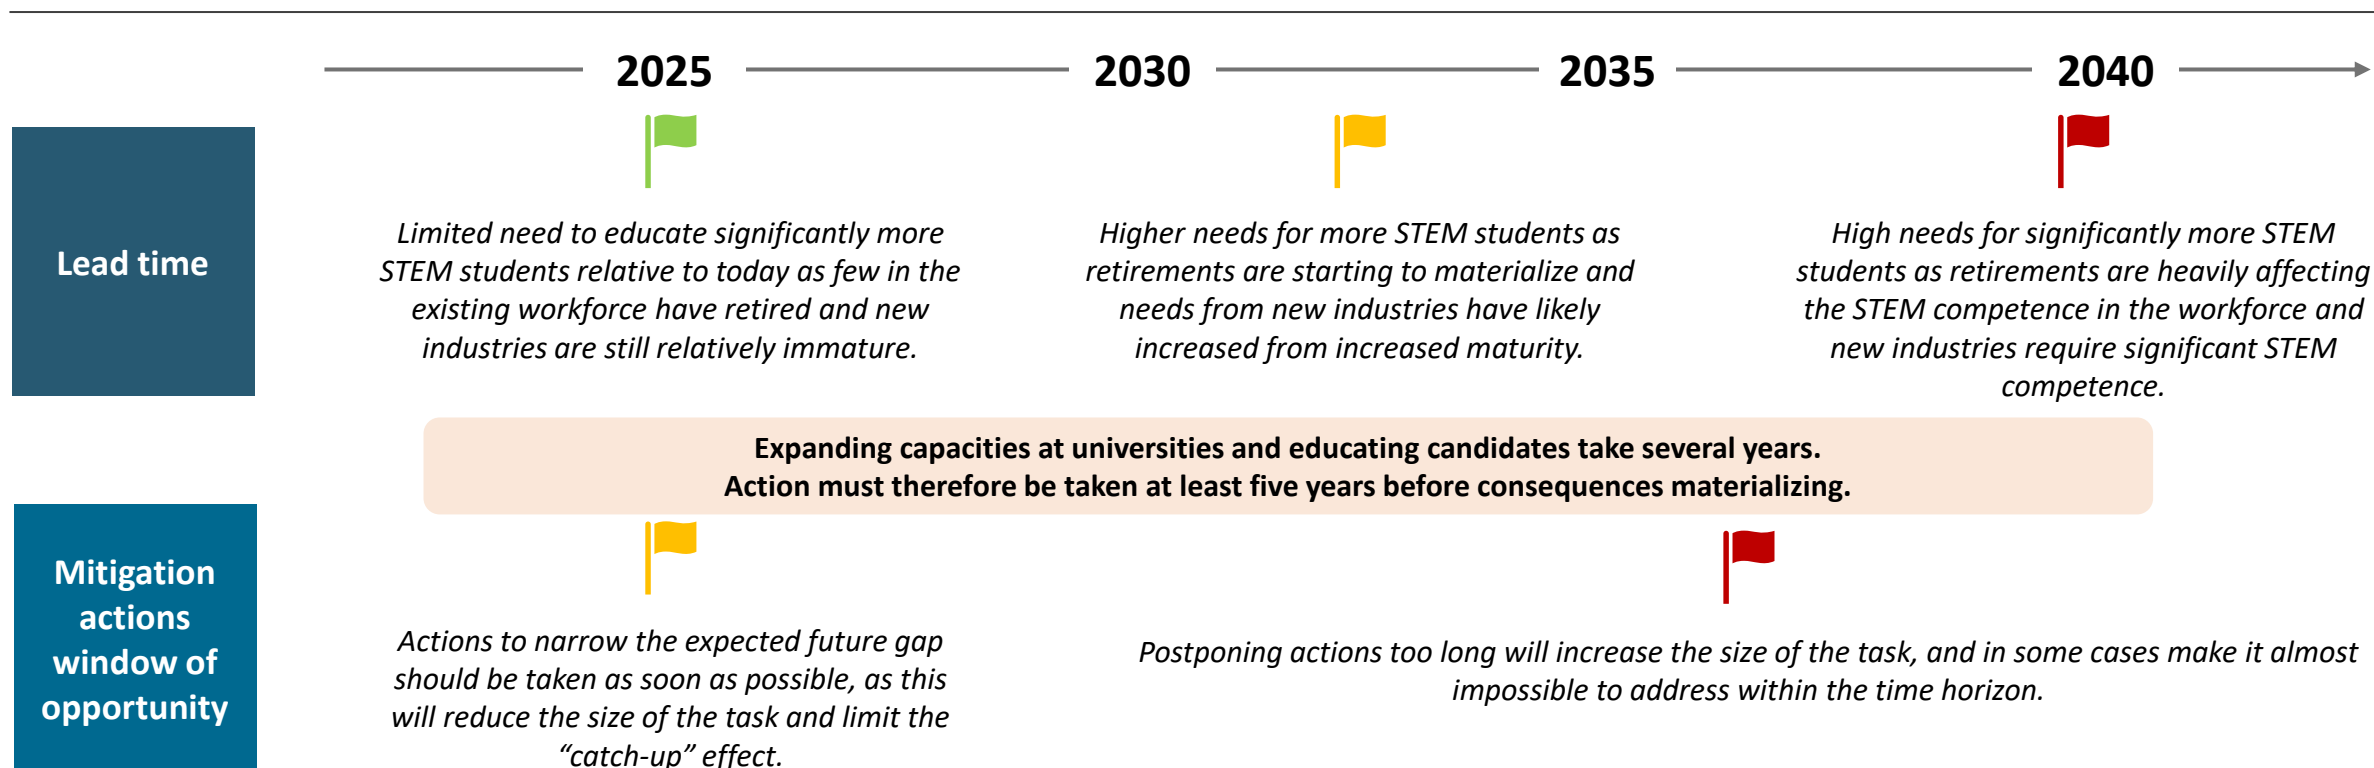 2025 2030 2035 2040
Lead time
Limited need to educate significantly more
STEM students relative to today as few in the
existing workforce have retired and new
industries are still relatively immature.
Higher needs for more STEM students as
retirements are starting to materialize and
needs from new industries have likely
increased from increased maturity.
High needs for significantly more STEM
students as retirements are heavily affecting
the STEM competence in the workforce and
new industries require significant STEM
competence.
Expanding capacities at universities and educating candidates take several years.
Action must therefore be taken at least five years before consequences materializing.
Mitigation
actions
window of
opportunity
Actions to narrow the expected future gap
should be taken as soon as possible, as this
will reduce the size of the task and limit the
“catch-up” effect.
Postponing actions too long will increase the size of the task, and in some cases make it almost
impossible to address within the time horizon.